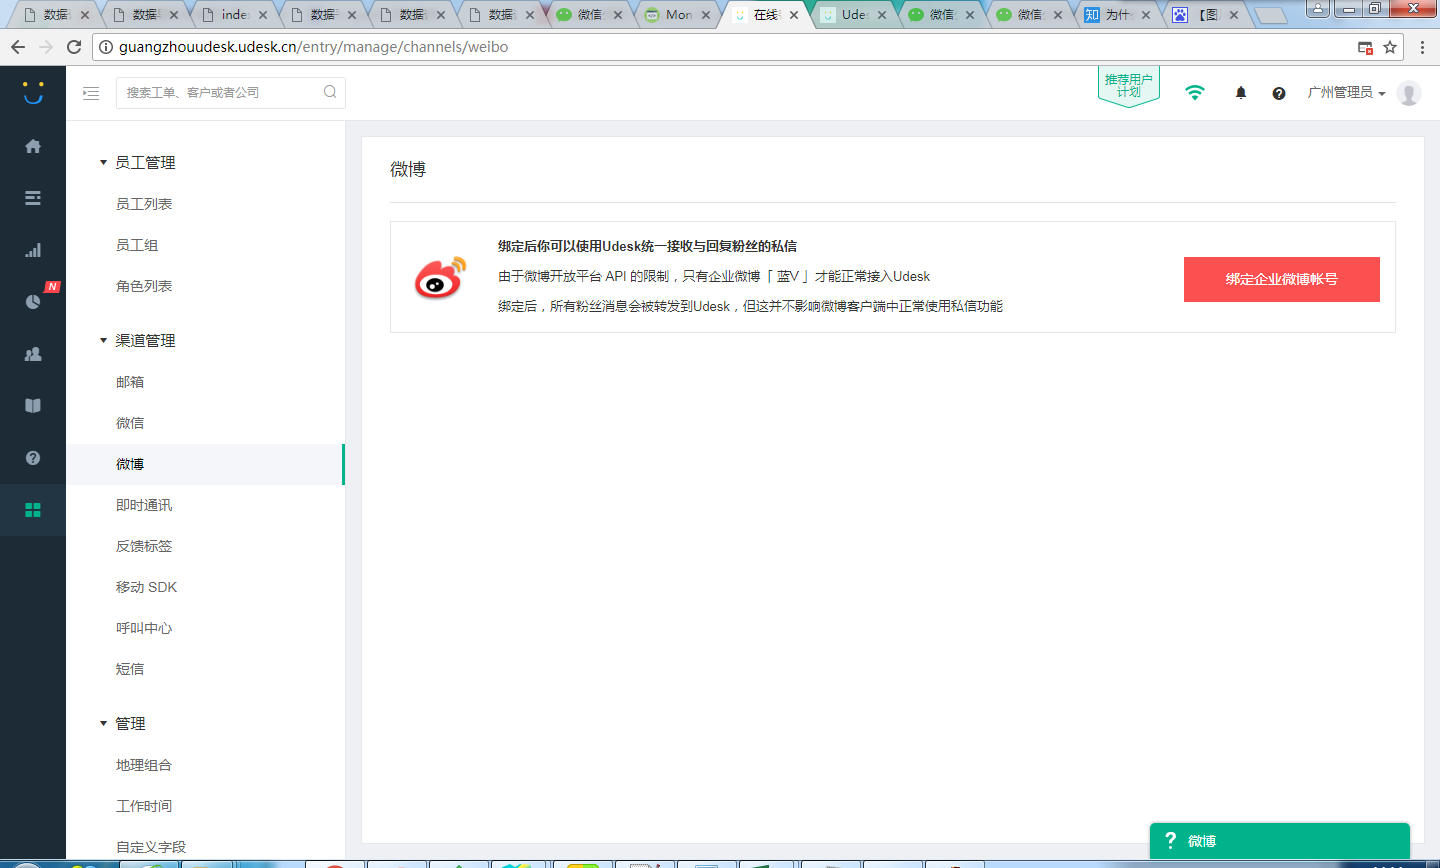 数据
数据
inde
数据
数据
数据
微信
Mon
在线
Ude
微信
微信
知
为什
【图
guangzhouudesk.udesk.cn/entry/manage/channels/weibo
搜索工单、客户或者公司
推荐用户
计划
广州管理员
N
员工管理
员工列表
员工组
角色列表
渠道管理
邮箱
微信
微博
即时通讯
反馈标签
移动 SDK
呼叫中心
短信
管理
地理组合
工作时间
自定义字段
微博
绑定后你可以使用Udesk统一接收与回复粉丝的私信
由于微博开放平台 API 的限制，只有企业微博「 蓝V 」才能正常接入Udesk
绑定后，所有粉丝消息会被转发到Udesk，但这并不影响微博客户端中正常使用私信功能
绑定企业微博帐号
? 微博